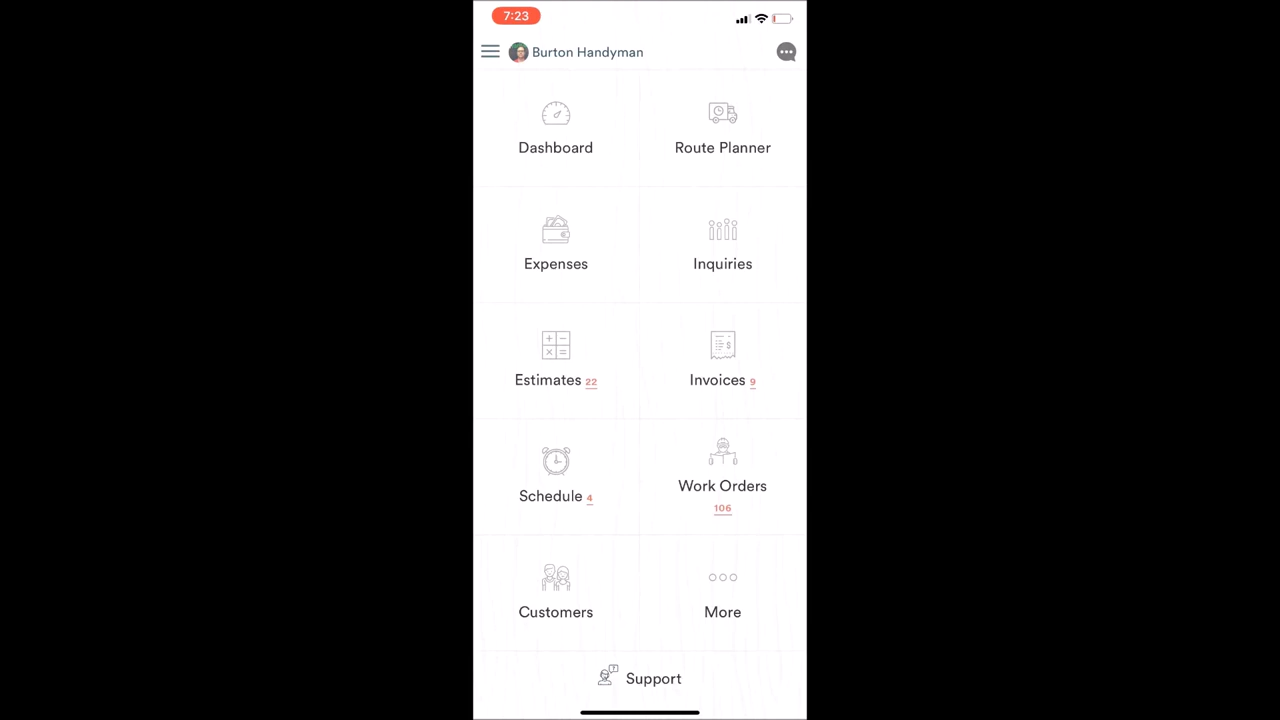 7:23
Burton Handyman
Dashboard
Route Planner
Expenses
Inquiries
Estimates 22
Invoices 9
Schedule 4
Work Orders
106
Customers
More
Support